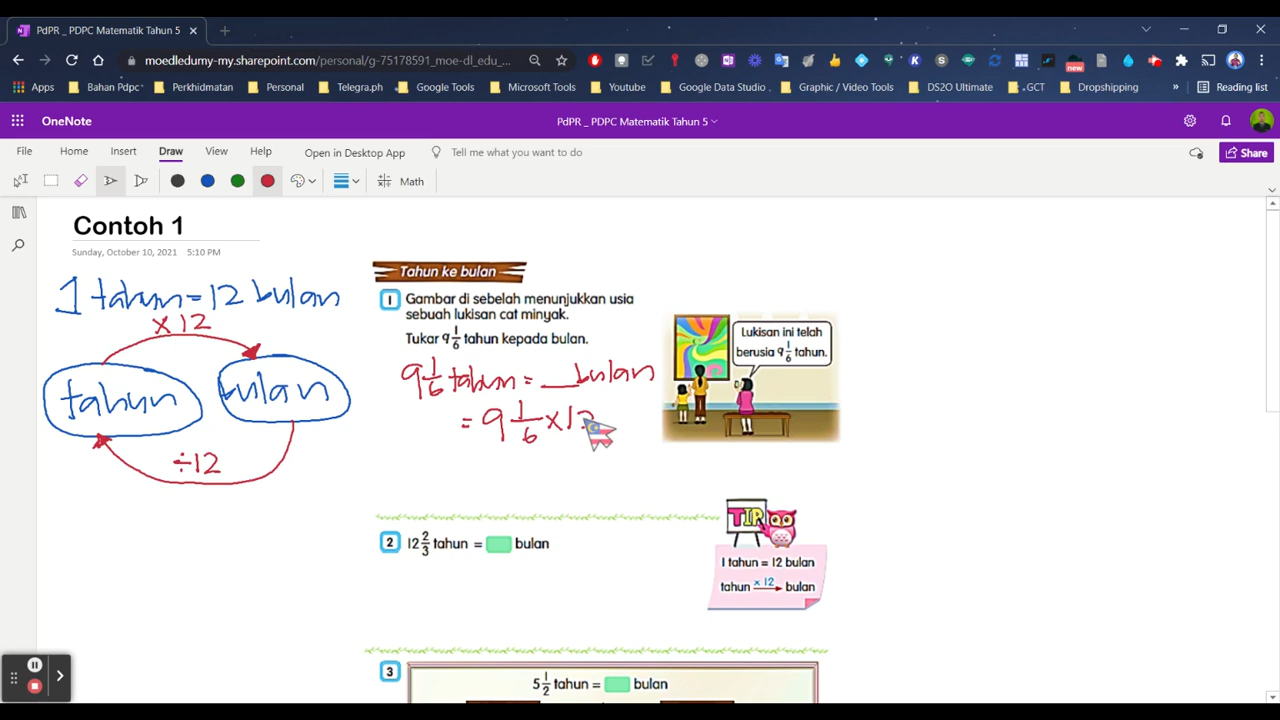 PdPR _ PDPC Matematik Tahun 5
moedledumy-my.sharepoint.com/personal/g-75178591_moe-dl_edu_...
Apps
Bahan Pdpc
Perkhidmatan
Personal
Telegra.ph
Google Tools
Microsoft Tools
Youtube
Google Data Studio
Graphic / Video Tools
DS2O Ultimate
.GCT
Dropshipping
»
Reading list
OneNote
PdPR _ PDPC Matematik Tahun 5
File Home Insert Draw View Help Open in Desktop App Tell me what you want to do
Share
Math
Contoh 1
Sunday, October 10, 2021 5:10 PM
1 tahun = 12 bulan
x 12
tahun
bulan
÷12
Tahun ke bulan
1 Gambar di sebelah menunjukkan usia
sebuah lukisan cat minyak.
Tukar 9 1/6 tahun kepada bulan.
9 1/6 tahun = __ bulan
= 9 1/6 x 12
Lukisan ini telah
berusia 9 1/6 tahun.
2 12 2/3 tahun = bulan
TIP
1 tahun = 12 bulan
tahun × 12 → bulan
3
5 1/2 tahun = bulan